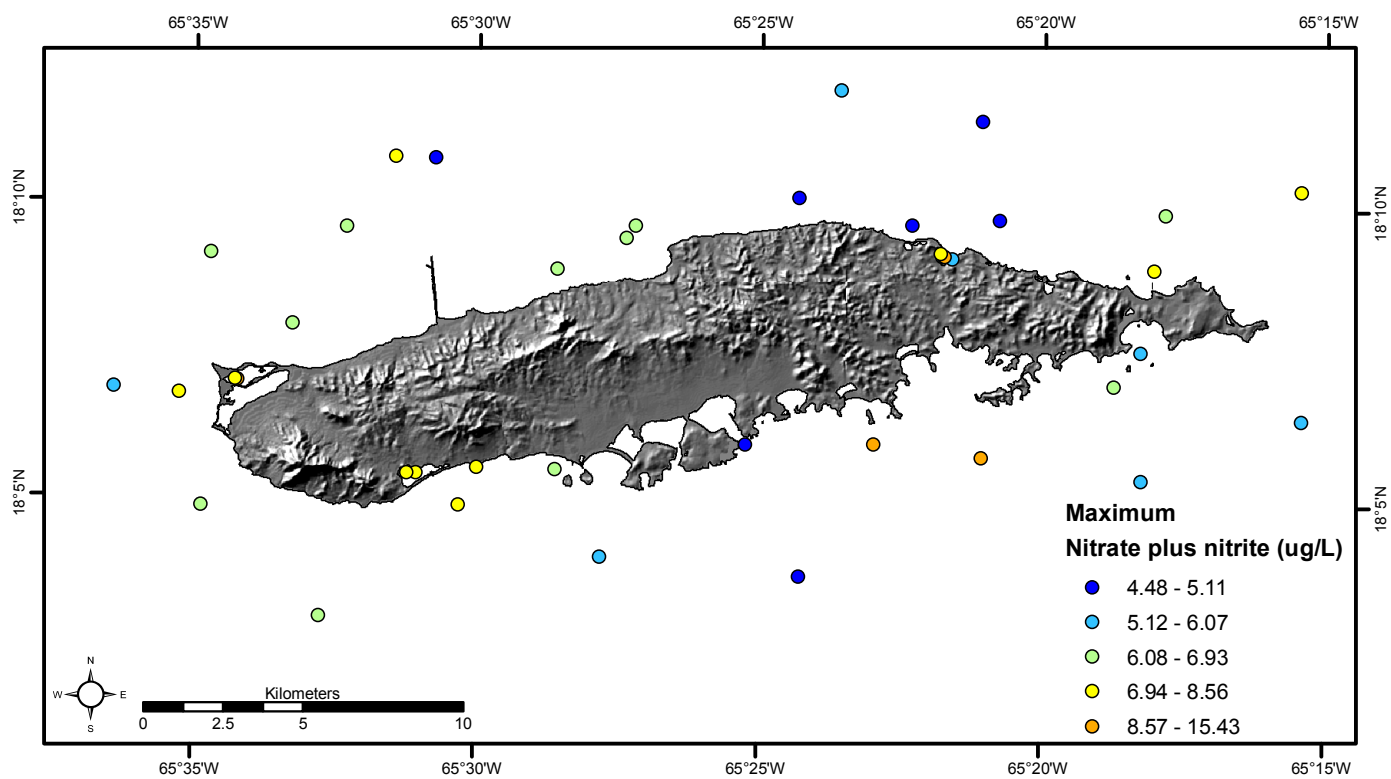 65°35'W 65°30'W 65°25'W 65°20'W 65°15'W
18°10'N 18°10'N
18°5'N 18°5'N
Maximum
Nitrate plus nitrite (ug/L)
4.48 - 5.11
5.12 - 6.07
6.08 - 6.93
6.94 - 8.56
8.57 - 15.43
N
W E
S
Kilometers
0 2.5 5 10
65°35'W 65°30'W 65°25'W 65°20'W 65°15'W